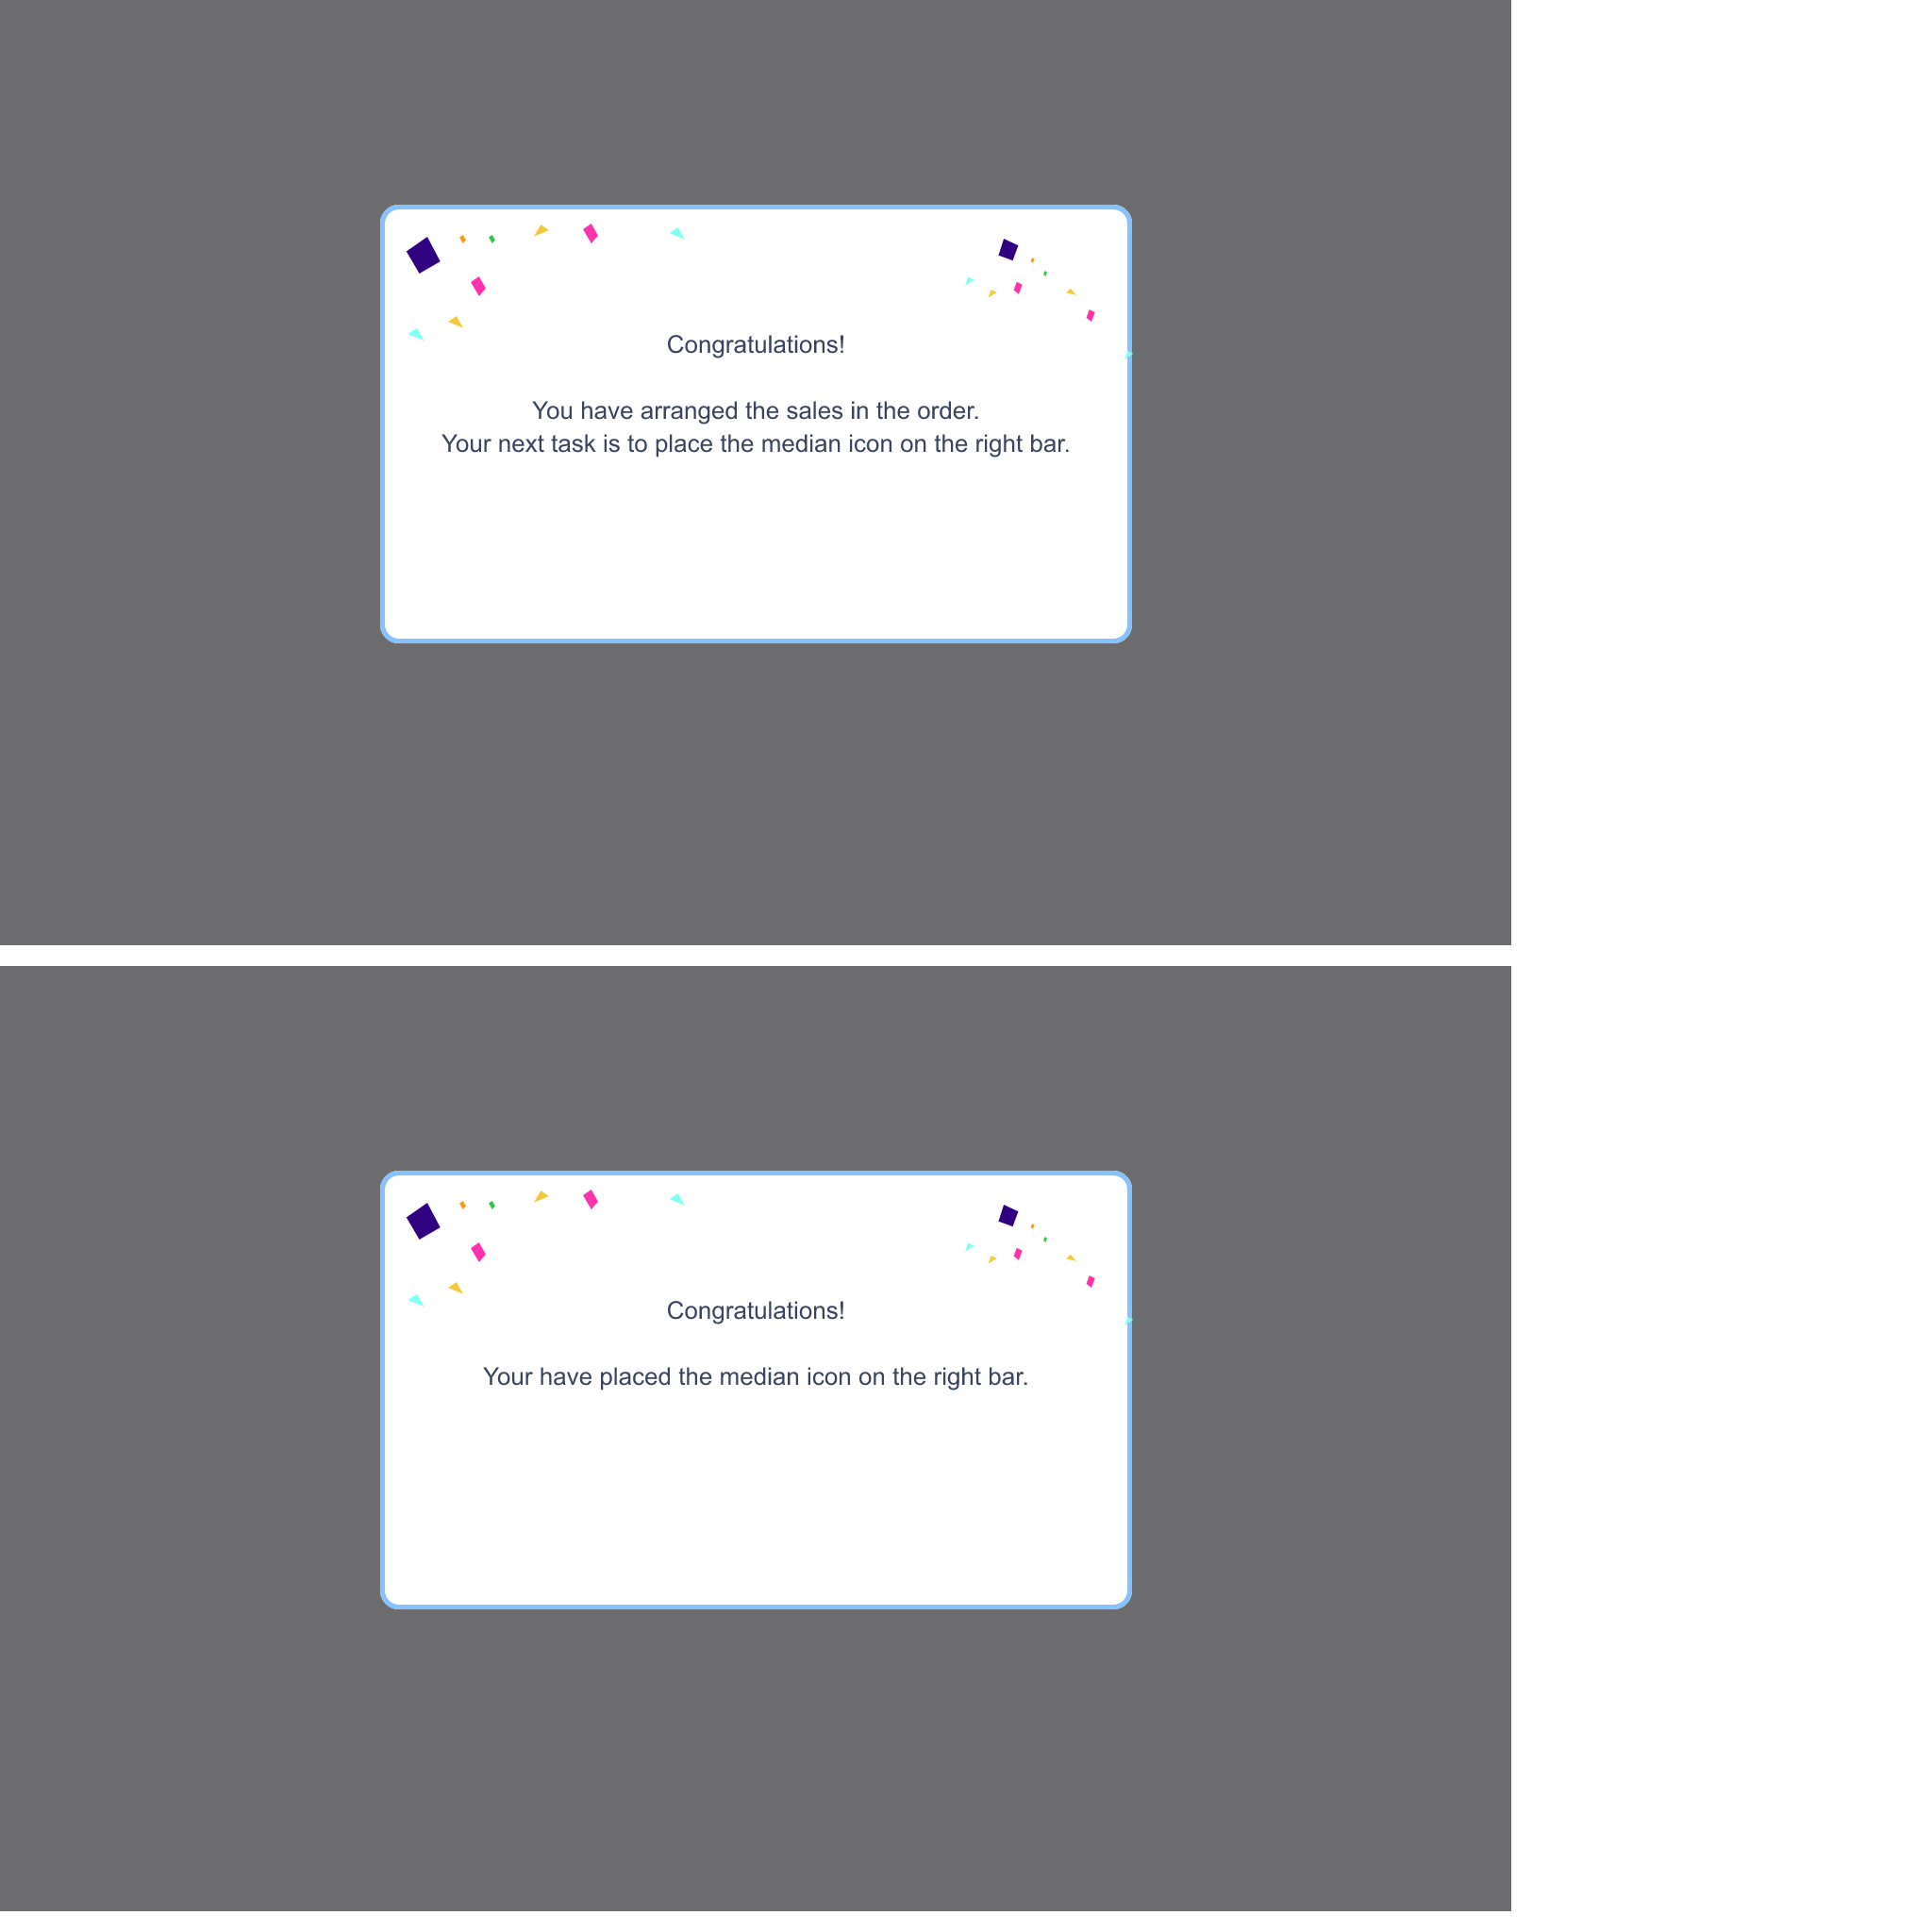 Congratulations!
You have arranged the sales in the order.
Your next task is to place the median icon on the right bar.
Congratulations!
Your have placed the median icon on the right bar.